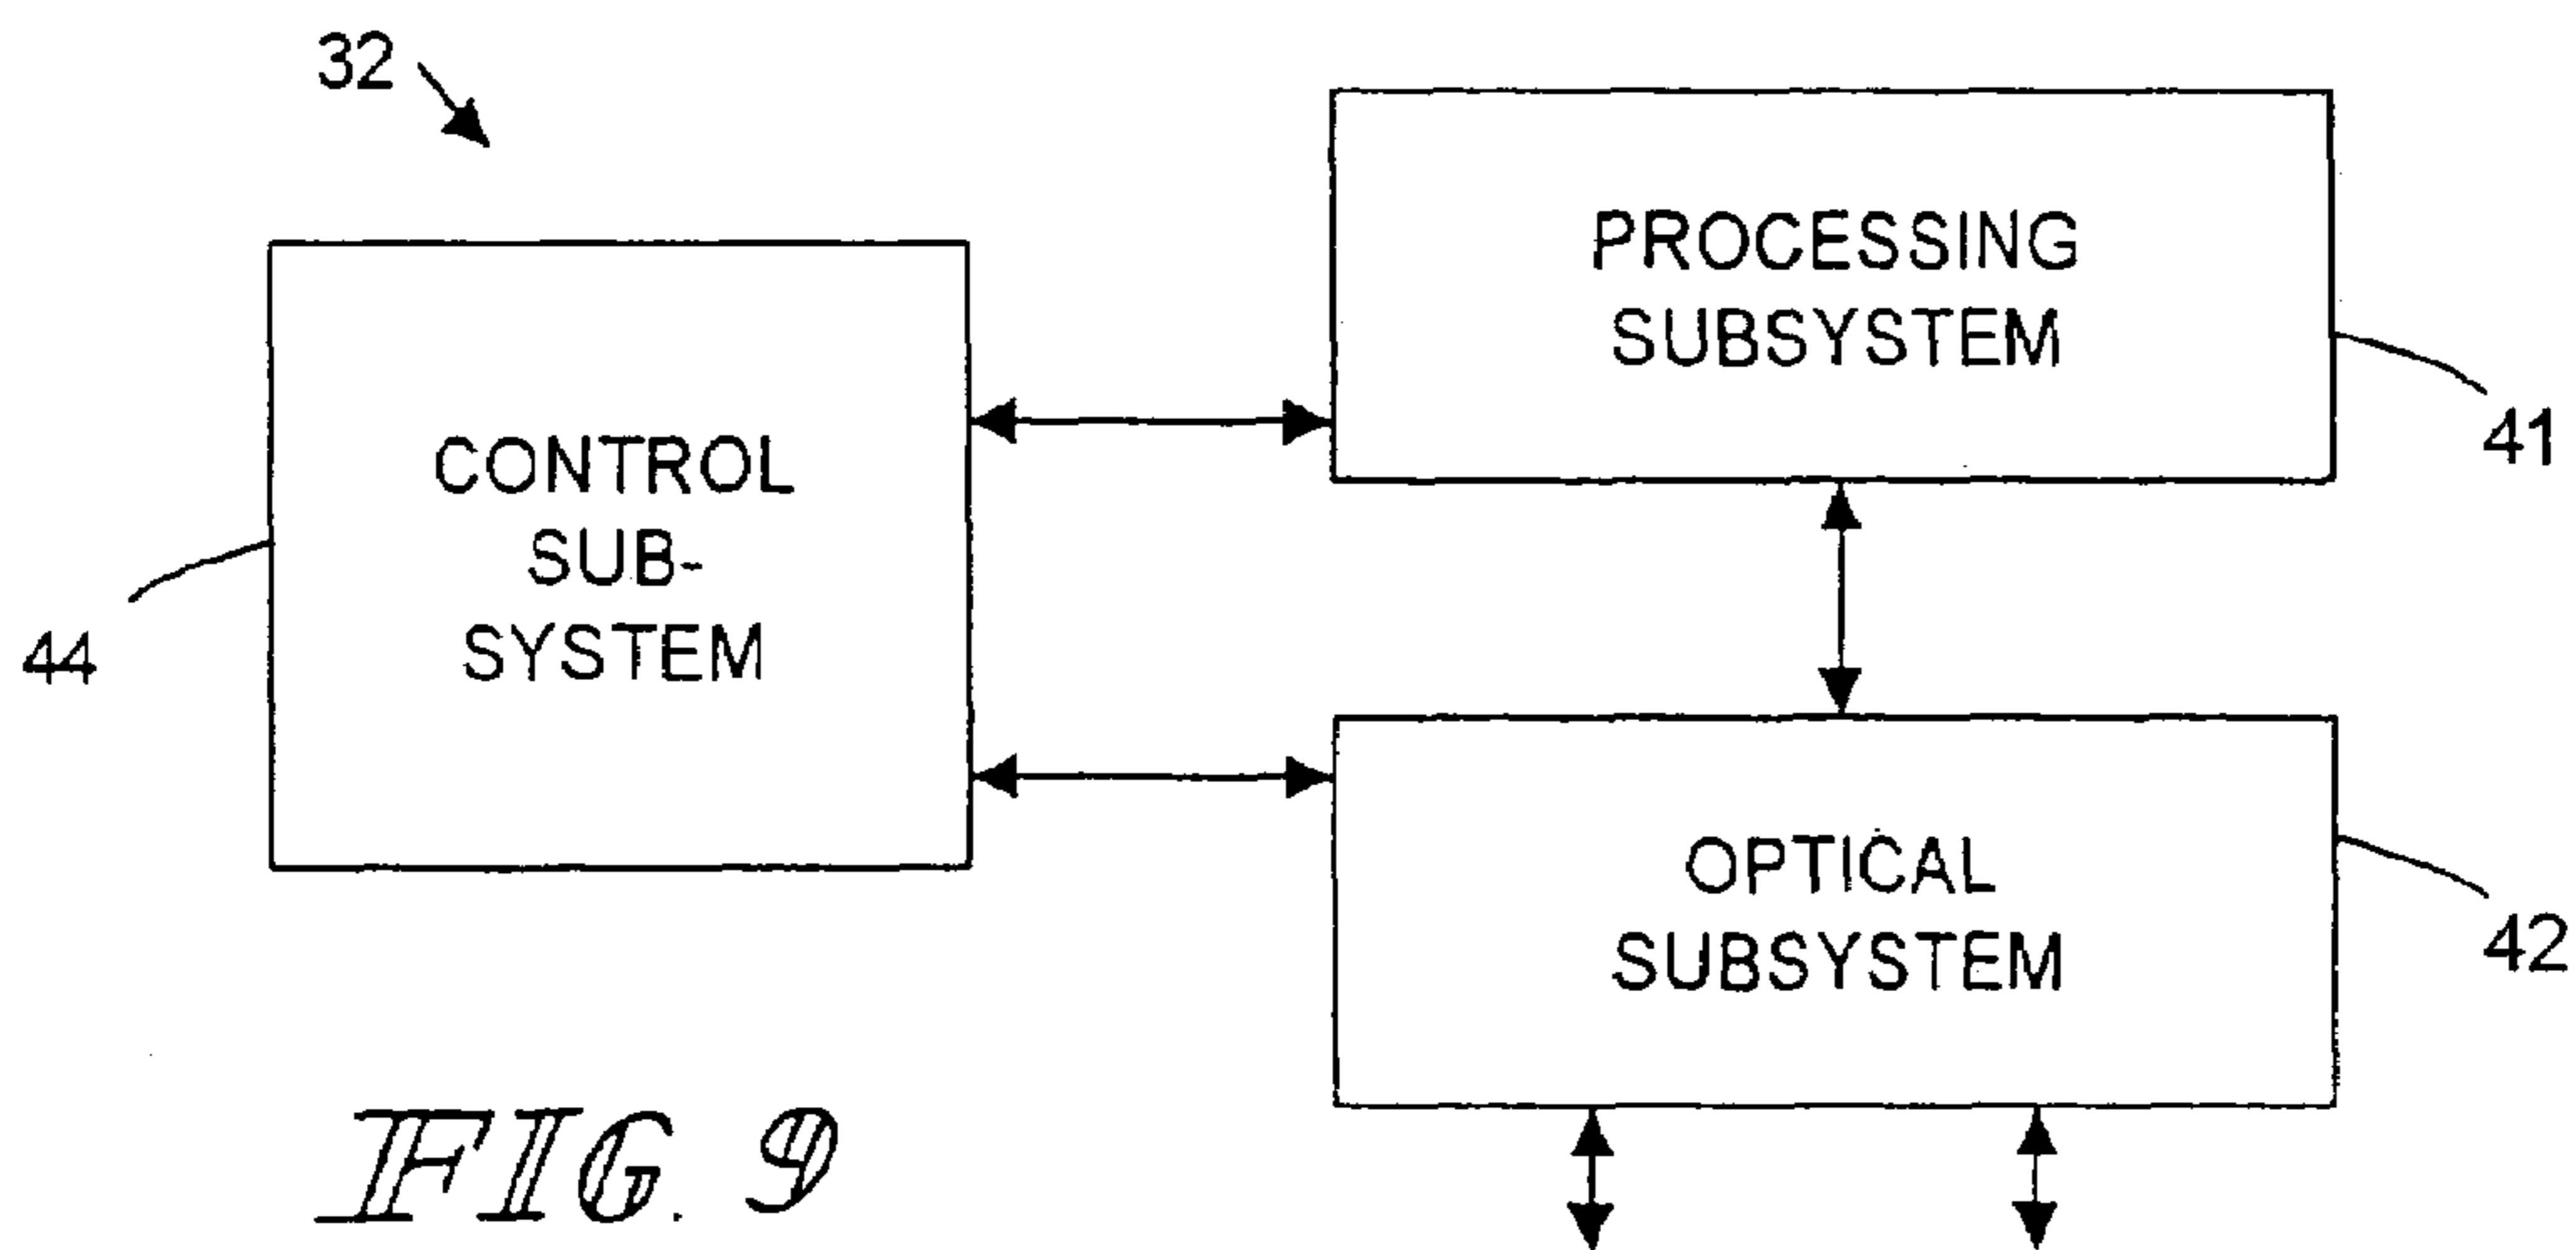 32
PROCESSING
SUBSYSTEM
41
CONTROL
SUB-
SYSTEM
44
OPTICAL
SUBSYSTEM
42
FIG. 9